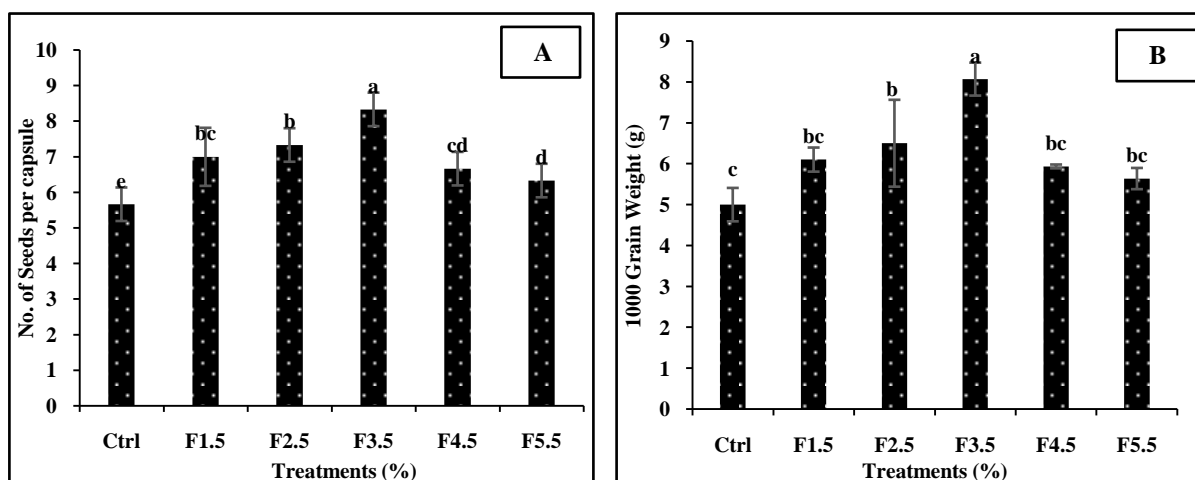 A
No. of Seeds per capsule
10
9
8
7
6
5
4
3
2
1
0
e
bc
b
a
cd
d
Ctrl F1.5 F2.5 F3.5 F4.5 F5.5
Treatments (%)
B
1000 Grain Weight (g)
9
8
7
6
5
4
3
2
1
0
c
bc
b
a
bc
bc
Ctrl F1.5 F2.5 F3.5 F4.5 F5.5
Treatments (%)